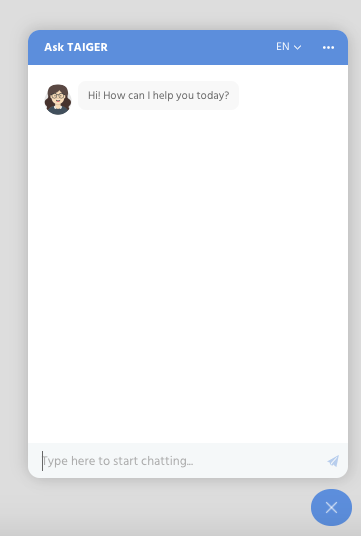 Ask TAIGER
EN
Hi! How can I help you today?
Type here to start chatting...